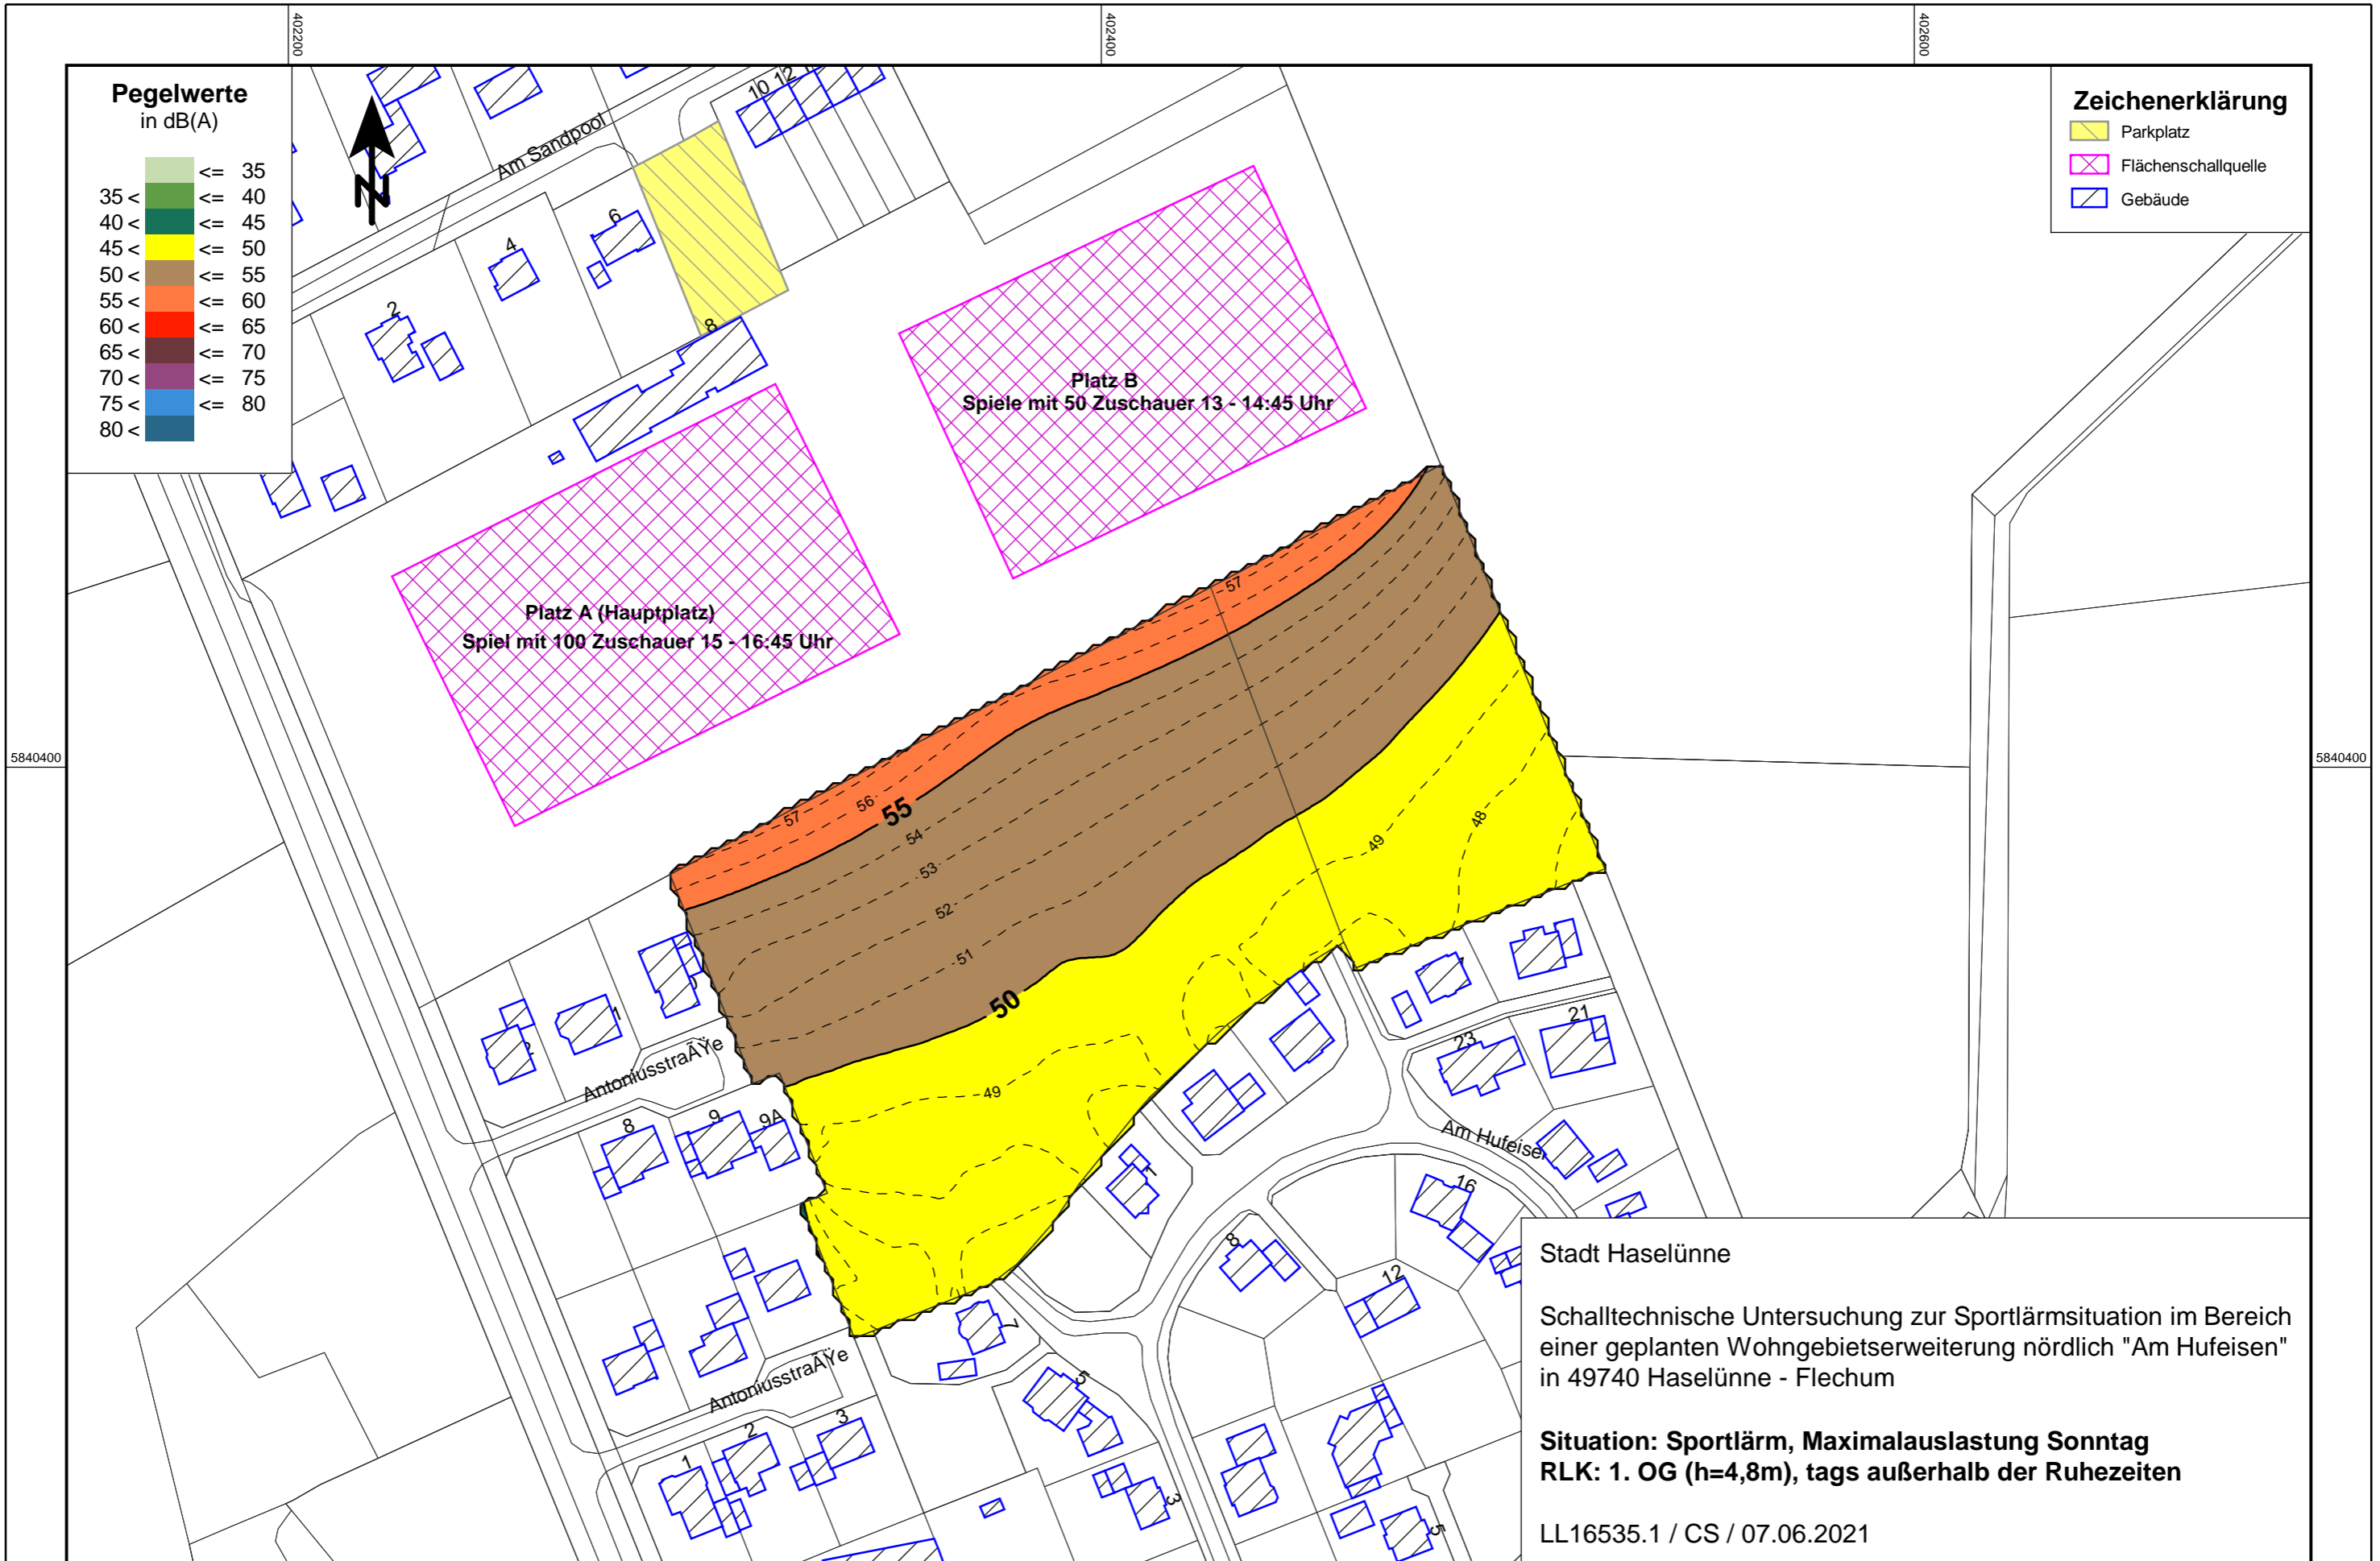 402200
402400
402600
Pegelwerte
in dB(A)
<= 35
35 < <= 40
40 < <= 45
45 < <= 50
50 < <= 55
55 < <= 60
60 < <= 65
65 < <= 70
70 < <= 75
75 < <= 80
80 <
N
Zeichenerklärung
Parkplatz
Flächenschallquelle
Gebäude
Am Sandpool
10 12
6
4
2
8
Platz B
Spiele mit 50 Zuschauer 13 - 14:45 Uhr
Platz A (Hauptplatz)
Spiel mit 100 Zuschauer 15 - 16:45 Uhr
5840400
5840400
57
57
56
55
54
53
52
51
50
49
49
48
AntoniusstraÃŸe
8
9
9A
21
23
Am Hufeisen
1
16
8
12
7
5
AntoniusstraÃŸe
1
2
3
3
5
Stadt Haselünne
Schalltechnische Untersuchung zur Sportlärmsituation im Bereich
einer geplanten Wohngebietserweiterung nördlich "Am Hufeisen"
in 49740 Haselünne - Flechum
Situation: Sportlärm, Maximalauslastung Sonntag
RLK: 1. OG (h=4,8m), tags außerhalb der Ruhezeiten
LL16535.1 / CS / 07.06.2021